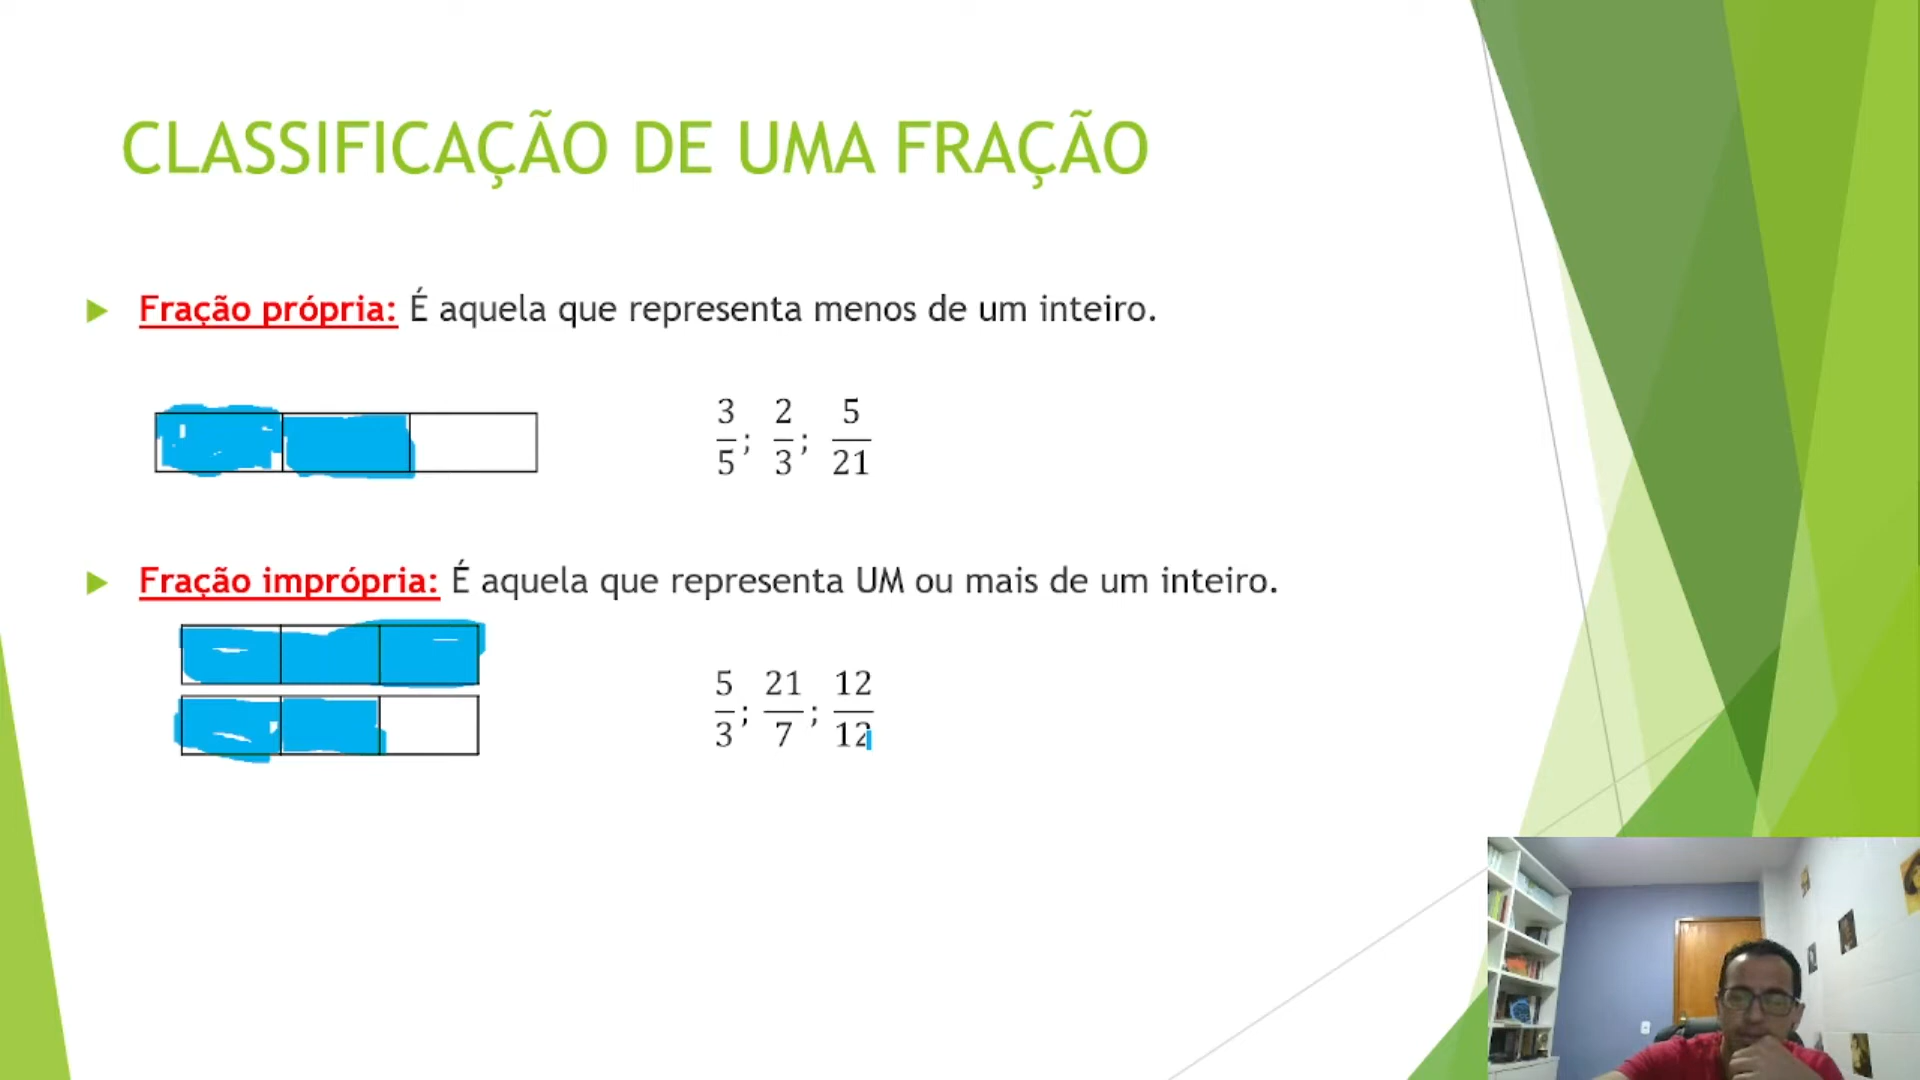 CLASSIFICAÇÃO DE UMA FRAÇÃO
Fração própria: É aquela que representa menos de um inteiro.
3/5; 2/3; 5/21
Fração imprópria: É aquela que representa UM ou mais de um inteiro.
5/3; 21/7; 12/12